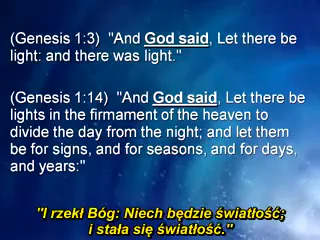 (Genesis 1:3)  "And God said, Let there be
light: and there was light."
(Genesis 1:14)  "And God said, Let there be
lights in the firmament of the heaven to
divide the day from the night; and let them
be for signs, and for seasons, and for days,
and years:"
"I rzekł Bóg: Niech będzie światłość;
i stała się światłość."